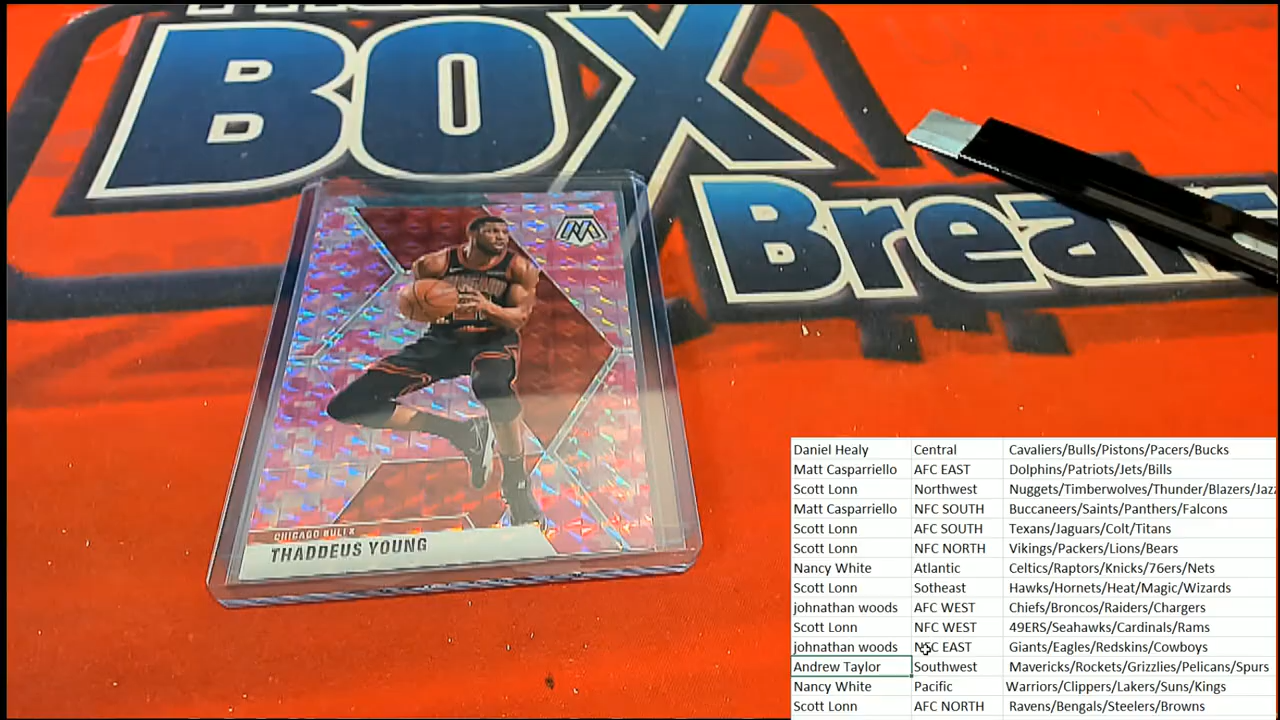 BOX
Breaks
CHICAGO BULLS
THADDEUS YOUNG
Daniel Healy Central Cavaliers/Bulls/Pistons/Pacers/Bucks
Matt Casparriello AFC EAST Dolphins/Patriots/Jets/Bills
Scott Lonn Northwest Nuggets/Timberwolves/Thunder/Blazers/Jazz
Matt Casparriello NFC SOUTH Buccaneers/Saints/Panthers/Falcons
Scott Lonn AFC SOUTH Texans/Jaguars/Colt/Titans
Scott Lonn NFC NORTH Vikings/Packers/Lions/Bears
Nancy White Atlantic Celtics/Raptors/Knicks/76ers/Nets
Scott Lonn Sotheast Hawks/Hornets/Heat/Magic/Wizards
johnathan woods AFC WEST Chiefs/Broncos/Raiders/Chargers
Scott Lonn NFC WEST 49ERS/Seahawks/Cardinals/Rams
johnathan woods NSC EAST Giants/Eagles/Redskins/Cowboys
Andrew Taylor Southwest Mavericks/Rockets/Grizzlies/Pelicans/Spurs
Nancy White Pacific Warriors/Clippers/Lakers/Suns/Kings
Scott Lonn AFC NORTH Ravens/Bengals/Steelers/Browns